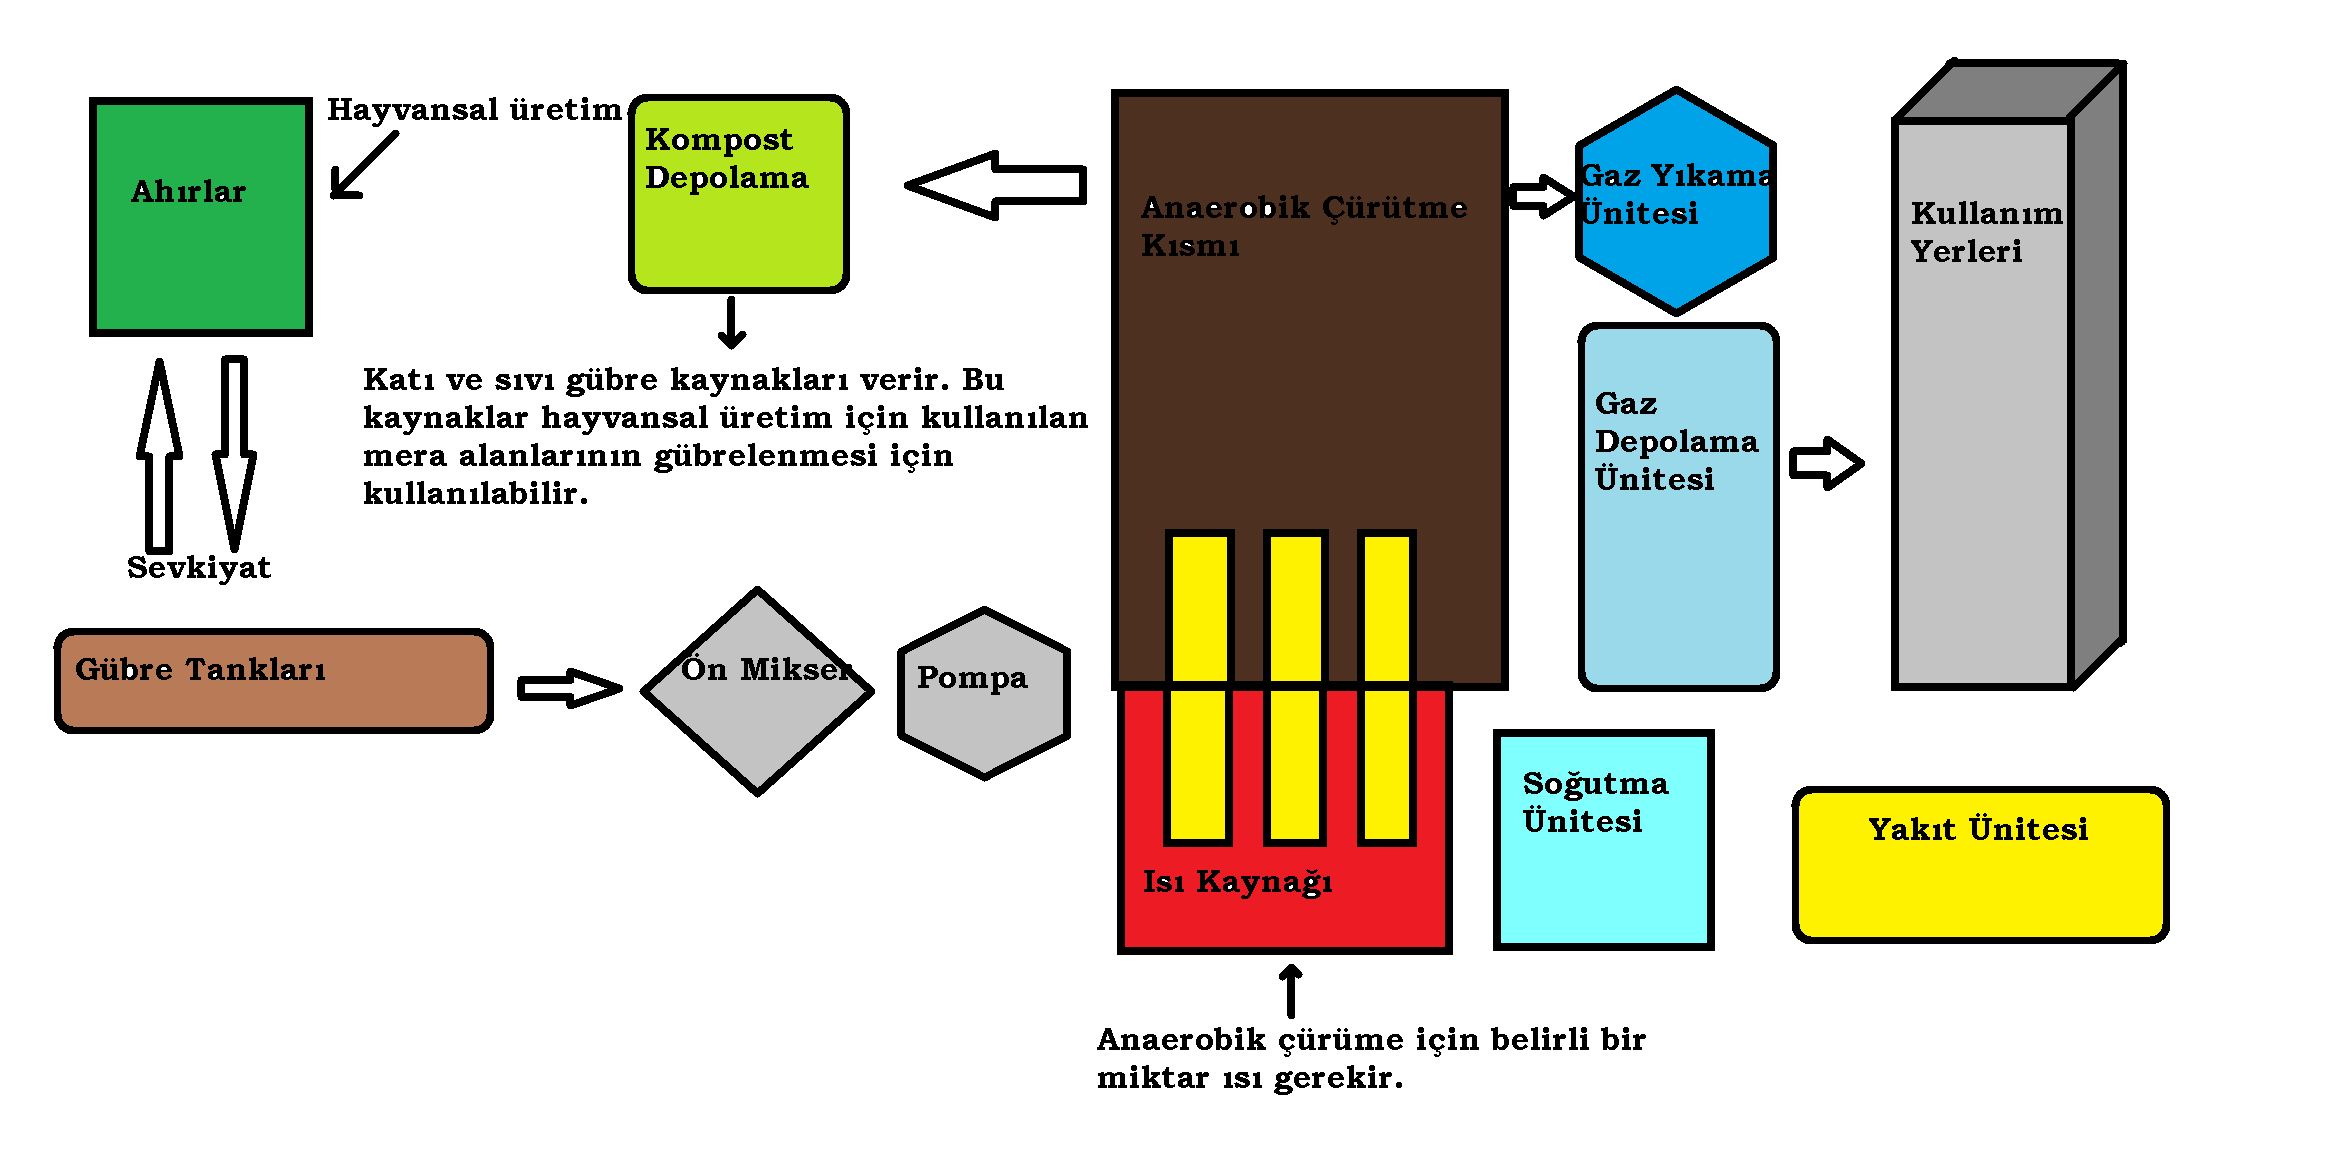 Hayvansal üretim
Ahırlar
Kompost
Depolama
Anaerobik Çürütme
Kısmı
Gaz Yıkama
Ünitesi
Kullanım
Yerleri
Katı ve sıvı gübre kaynakları verir. Bu
kaynaklar hayvansal üretim için kullanılan
mera alanlarının gübrelenmesi için
kullanılabilir.
Gaz
Depolama
Ünitesi
Sevkiyat
Gübre Tankları
Ön Mikser
Pompa
Soğutma
Ünitesi
Yakıt Ünitesi
Isı Kaynağı
Anaerobik çürüme için belirli bir
miktar ısı gerekir.